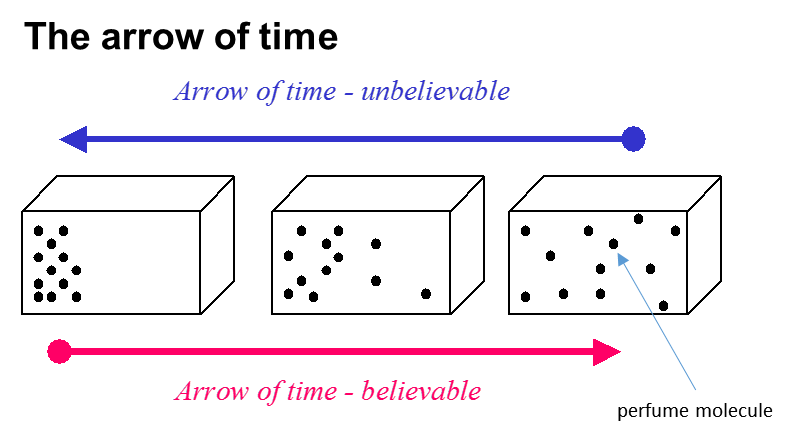 The arrow of time
Arrow of time - unbelievable
Arrow of time - believable
perfume molecule